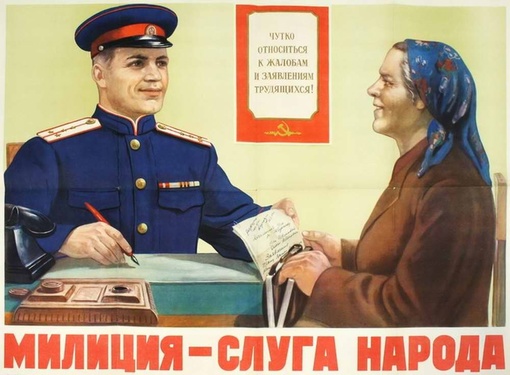 ЧУТКО
ОТНОСИТЬСЯ
К ЖАЛОБАМ
И ЗАЯВЛЕНИЯМ
ТРУДЯЩИХСЯ!
МИЛИЦИЯ – СЛУГА НАРОДА